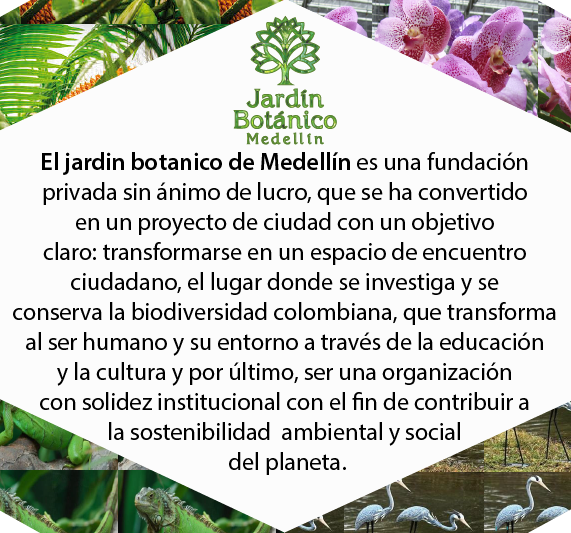 Jardín
Botánico
Medellín
El jardin botanico de Medellín es una fundación
privada sin ánimo de lucro, que se ha convertido
en un proyecto de ciudad con un objetivo
claro: transformarse en un espacio de encuentro
ciudadano, el lugar donde se investiga y se
conserva la biodiversidad colombiana, que transforma
al ser humano y su entorno a través de la educación
y la cultura y por último, ser una organización
con solidez institucional con el fin de contribuir a
la sostenibilidad  ambiental y social
del planeta.